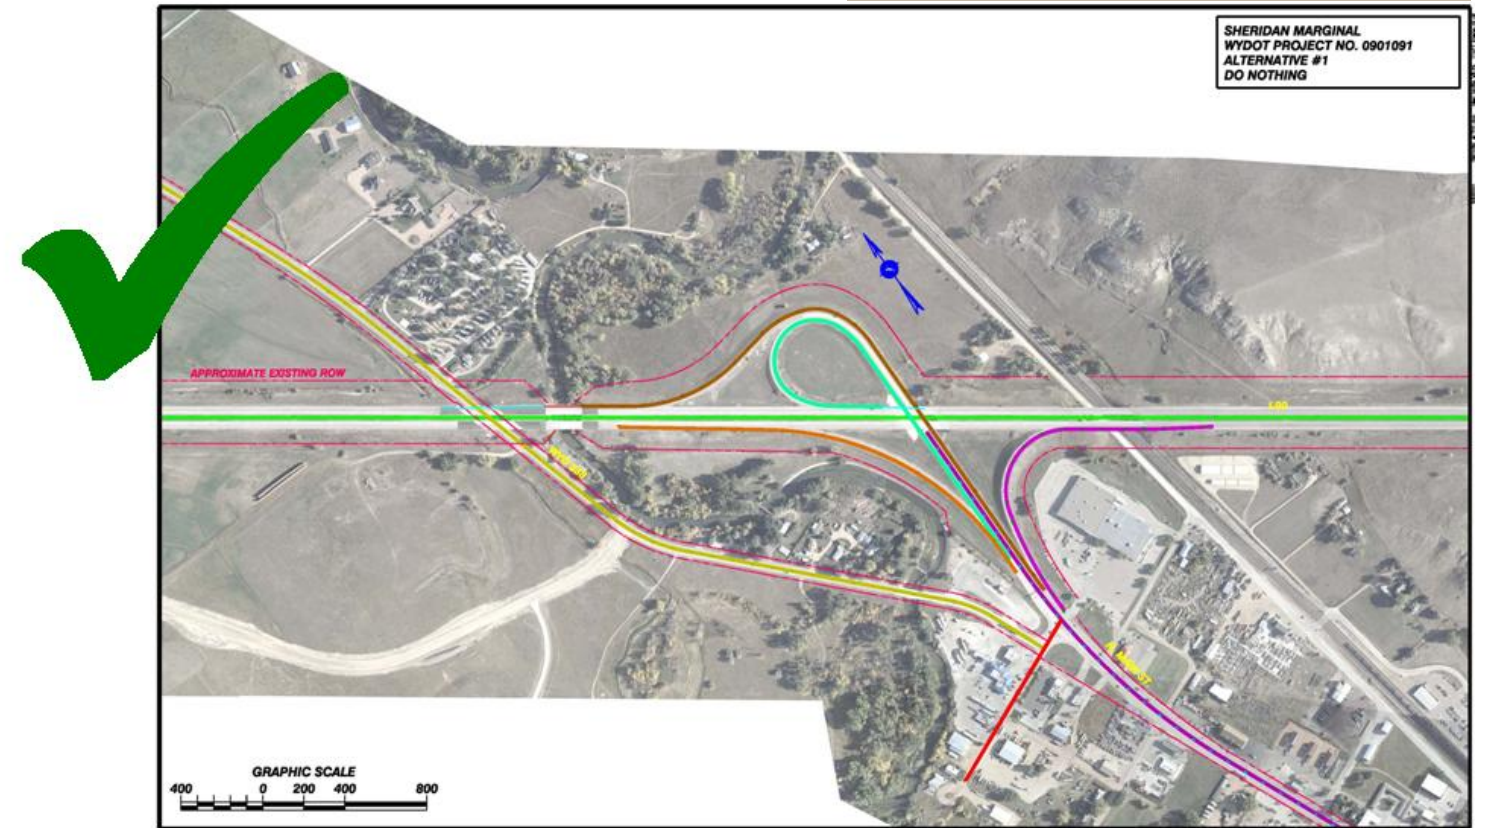 SHERIDAN MARGINAL
WYDOT PROJECT NO. 0901091
ALTERNATIVE #1
DO NOTHING
APPROXIMATE EXISTING ROW
I-90
GRAPHIC SCALE
400 0 200 400 800